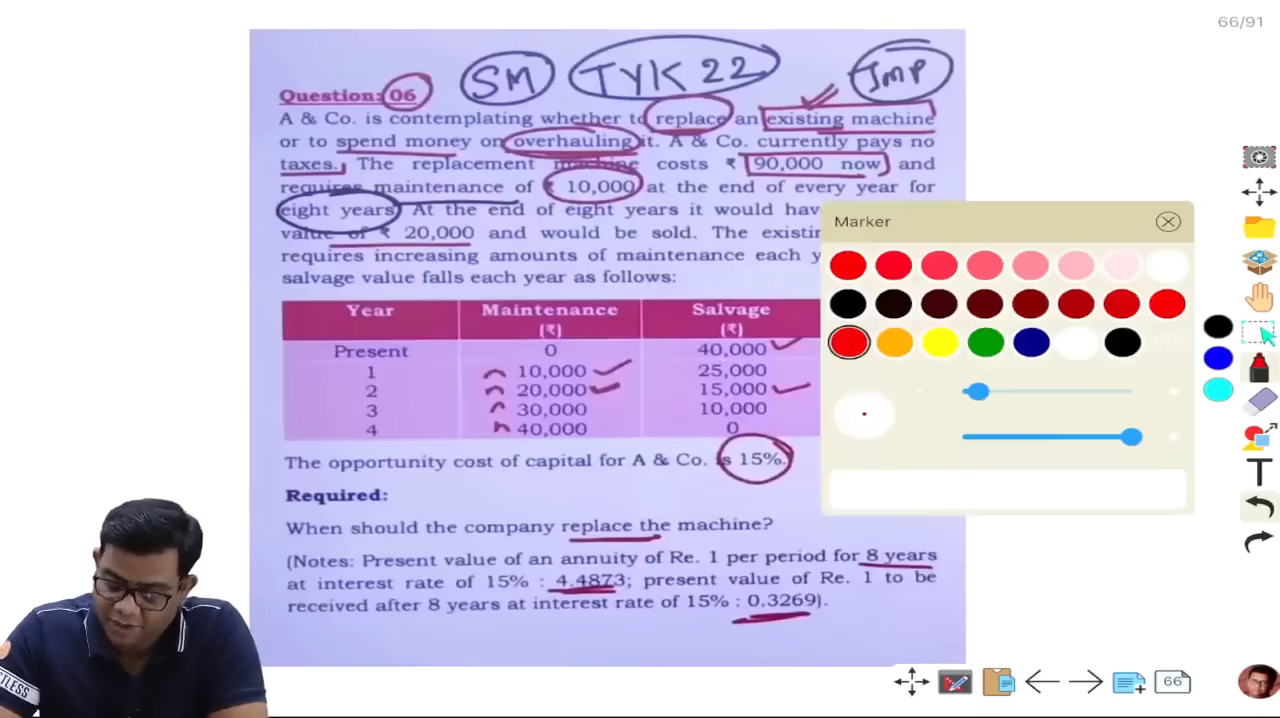 66/91
SM TYK 22 Imp
Question: 06
A & Co. is contemplating whether to replace an existing machine
or to spend money on overhauling it. A & Co. currently pays no
taxes. The replacement machine costs ₹ 90,000 now and
requires maintenance of ₹ 10,000 at the end of every year for
eight years. At the end of eight years it would hav
value of ₹ 20,000 and would be sold. The existin
requires increasing amounts of maintenance each y
salvage value falls each year as follows:
Year Maintenance (₹) Salvage (₹)
Present 0 40,000
1 10,000 25,000
2 20,000 15,000
3 30,000 10,000
4 40,000 0
The opportunity cost of capital for A & Co. is 15%.
Required:
When should the company replace the machine?
(Notes: Present value of an annuity of Re. 1 per period for 8 years
at interest rate of 15% : 4.4873; present value of Re. 1 to be
received after 8 years at interest rate of 15% : 0.3269).
Marker
T
66